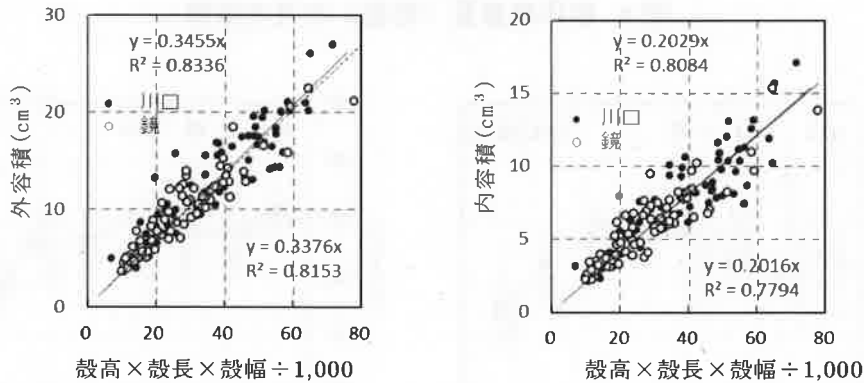 30
20
10
0
外容積(cm³)
y = 0.3455x
R² = 0.8336
川口
鏡
y = 0.3376x
R² = 0.8153
0 20 40 60 80
殻高×殻長×殻幅÷1,000
20
15
10
5
0
内容積(cm³)
y = 0.2029x
R² = 0.8084
川口
鏡
y = 0.2016x
R² = 0.7794
0 20 40 60 80
殻高×殻長×殻幅÷1,000